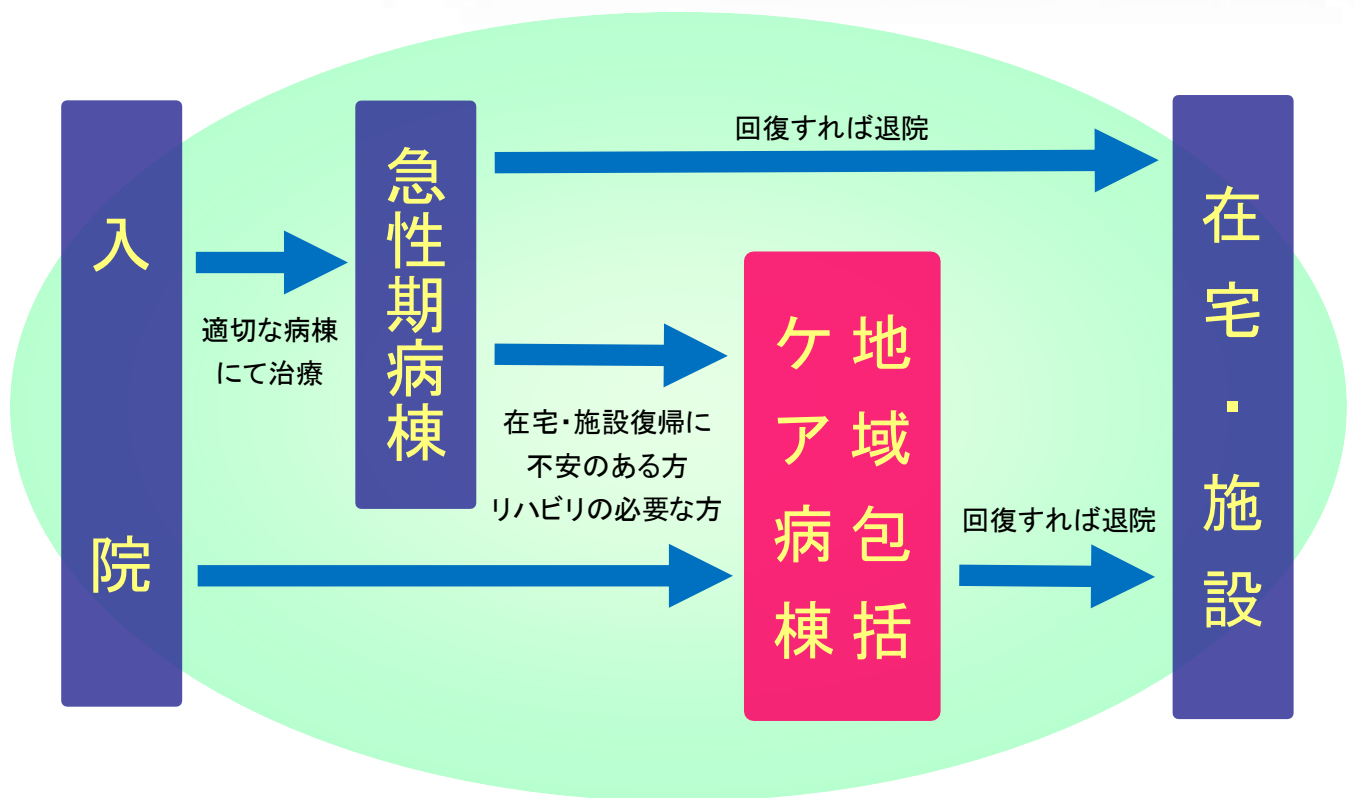 入院
適切な病棟
にて治療
急性期病棟
回復すれば退院
在宅・施設復帰に
不安のある方
リハビリの必要な方
地域包括
ケア病棟
回復すれば退院
在宅・施設